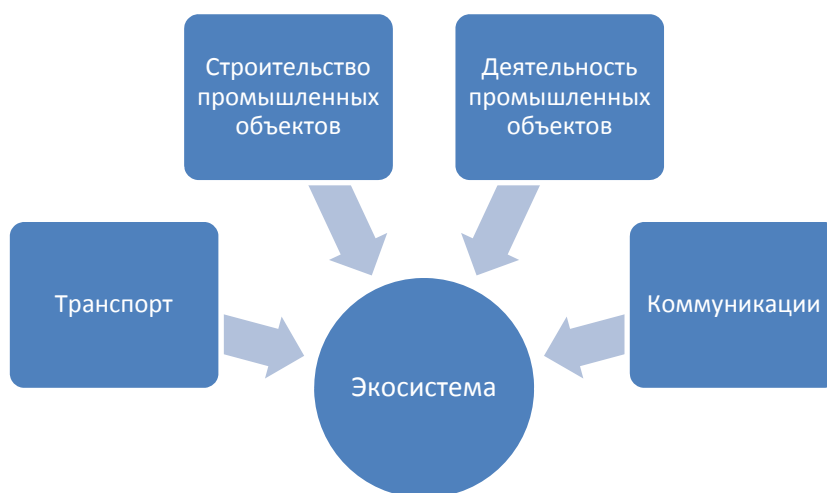 Строительство
промышленных
объектов
Деятельность
промышленных
объектов
Транспорт
Коммуникации
Экосистема